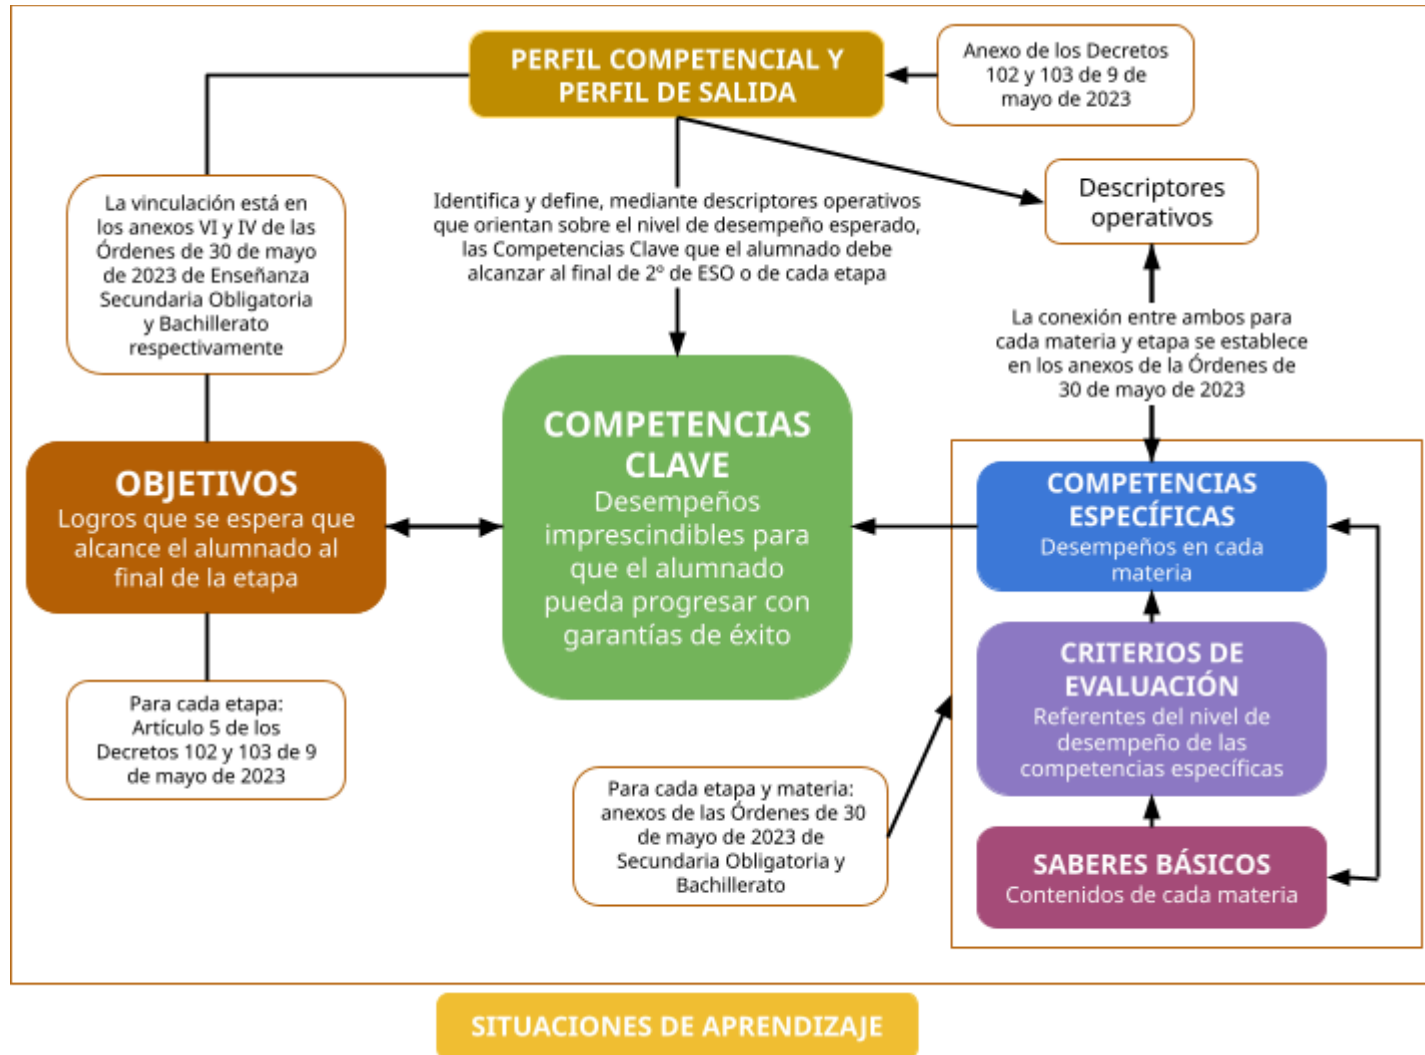 PERFIL COMPETENCIAL Y
PERFIL DE SALIDA
Anexo de los Decretos
102 y 103 de 9 de
mayo de 2023
La vinculación está en
los anexos VI y IV de las
Órdenes de 30 de mayo
de 2023 de Enseñanza
Secundaria Obligatoria
y Bachillerato
respectivamente
Identifica y define, mediante descriptores operativos
que orientan sobre el nivel de desempeño esperado,
las Competencias Clave que el alumnado debe
alcanzar al final de 2º de ESO o de cada etapa
Descriptores
operativos
La conexión entre ambos para
cada materia y etapa se establece
en los anexos de la Órdenes de
30 de mayo de 2023
OBJETIVOS
Logros que se espera que
alcance el alumnado al
final de la etapa
COMPETENCIAS
CLAVE
Desempeños
imprescindibles para
que el alumnado
pueda progresar con
garantías de éxito
COMPETENCIAS
ESPECÍFICAS
Desempeños en cada
materia
CRITERIOS DE
EVALUACIÓN
Referentes del nivel de
desempeño de las
competencias específicas
SABERES BÁSICOS
Contenidos de cada materia
Para cada etapa:
Artículo 5 de los
Decretos 102 y 103 de 9
de mayo de 2023
Para cada etapa y materia:
anexos de las Órdenes de 30
de mayo de 2023 de
Secundaria Obligatoria y
Bachillerato
SITUACIONES DE APRENDIZAJE